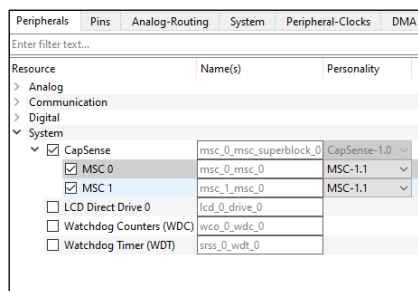 Peripherals Pins Analog-Routing System Peripheral-Clocks DMA
Enter filter text...
Resource Name(s) Personality
Analog
Communication
Digital
System
CapSense msc_0_msc_superblock_0 CapSense-1.0
MSC 0 msc_0_msc_0 MSC-1.1
MSC 1 msc_1_msc_0 MSC-1.1
LCD Direct Drive 0 lcd_0_drive_0
Watchdog Counters (WDC) wco_0_wdc_0
Watchdog Timer (WDT) srss_0_wdt_0